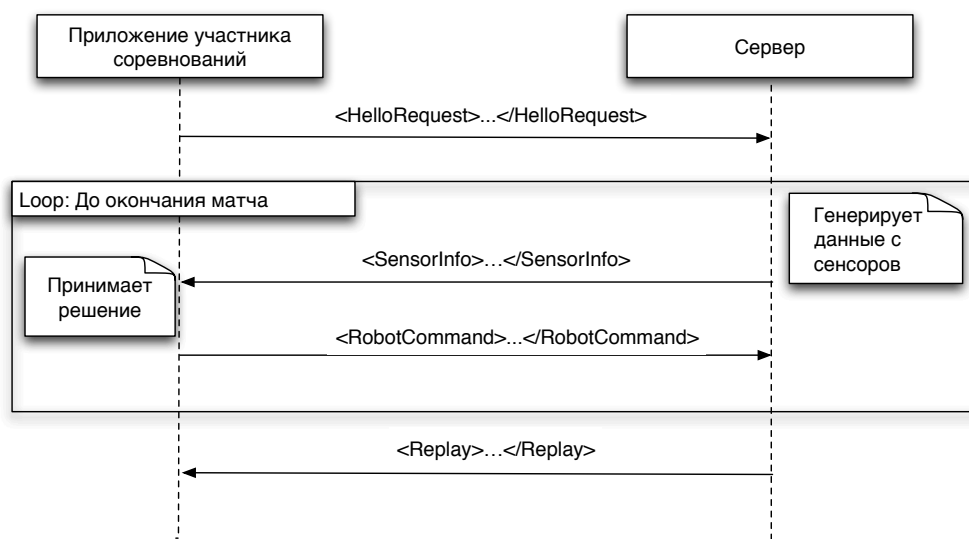 Приложение участника
соревнований
Сервер
<HelloRequest>...</HelloRequest>
Loop: До окончания матча
Генерирует
данные с
сенсоров
<SensorInfo>...</SensorInfo>
Принимает
решение
<RobotCommand>...</RobotCommand>
<Replay>...</Replay>